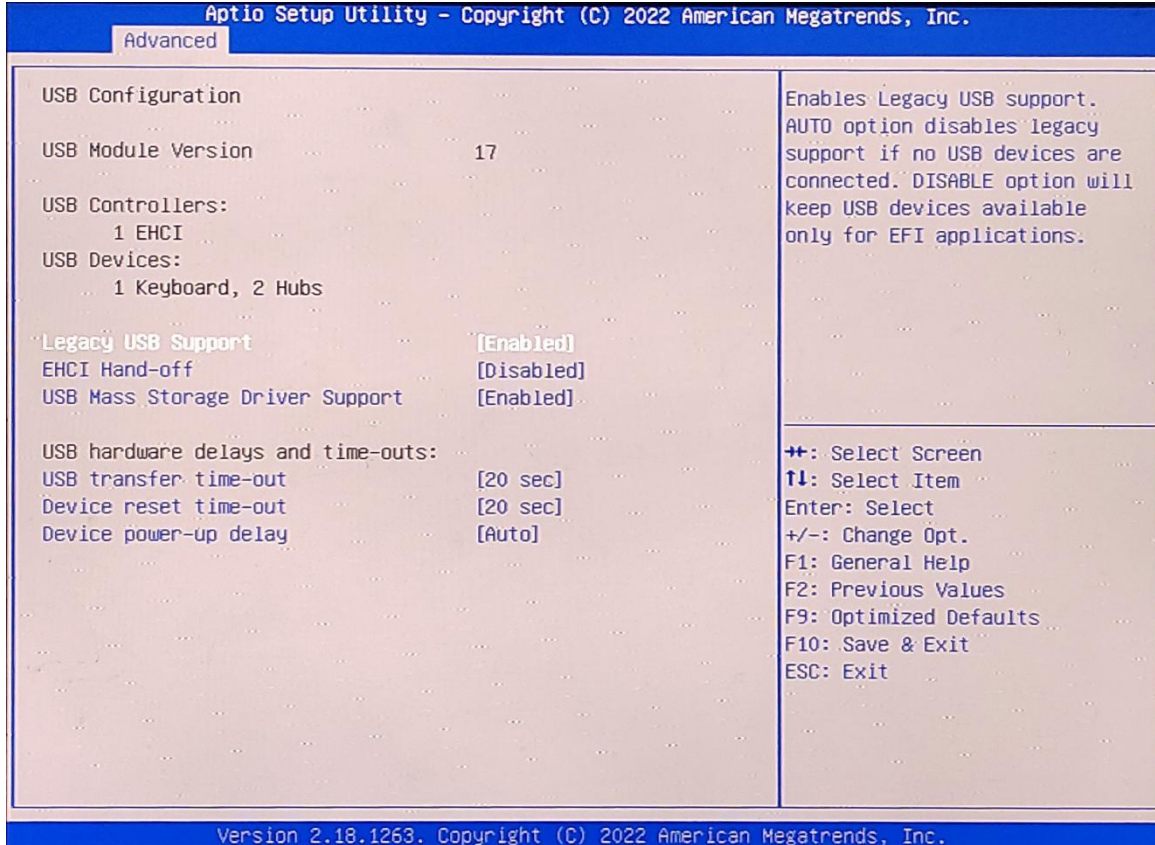 Aptio Setup Utility – Copyright (C) 2022 American Megatrends, Inc.
Advanced
USB Configuration
USB Module Version 17
USB Controllers:
1 EHCI
USB Devices:
1 Keyboard, 2 Hubs
Legacy USB Support [Enabled]
EHCI Hand-off [Disabled]
USB Mass Storage Driver Support [Enabled]
USB hardware delays and time-outs:
USB transfer time-out [20 sec]
Device reset time-out [20 sec]
Device power-up delay [Auto]
Enables Legacy USB support.
AUTO option disables legacy
support if no USB devices are
connected. DISABLE option will
keep USB devices available
only for EFI applications.
→←: Select Screen
↑↓: Select Item
Enter: Select
+/-: Change Opt.
F1: General Help
F2: Previous Values
F9: Optimized Defaults
F10: Save & Exit
ESC: Exit
Version 2.18.1263. Copyright (C) 2022 American Megatrends, Inc.